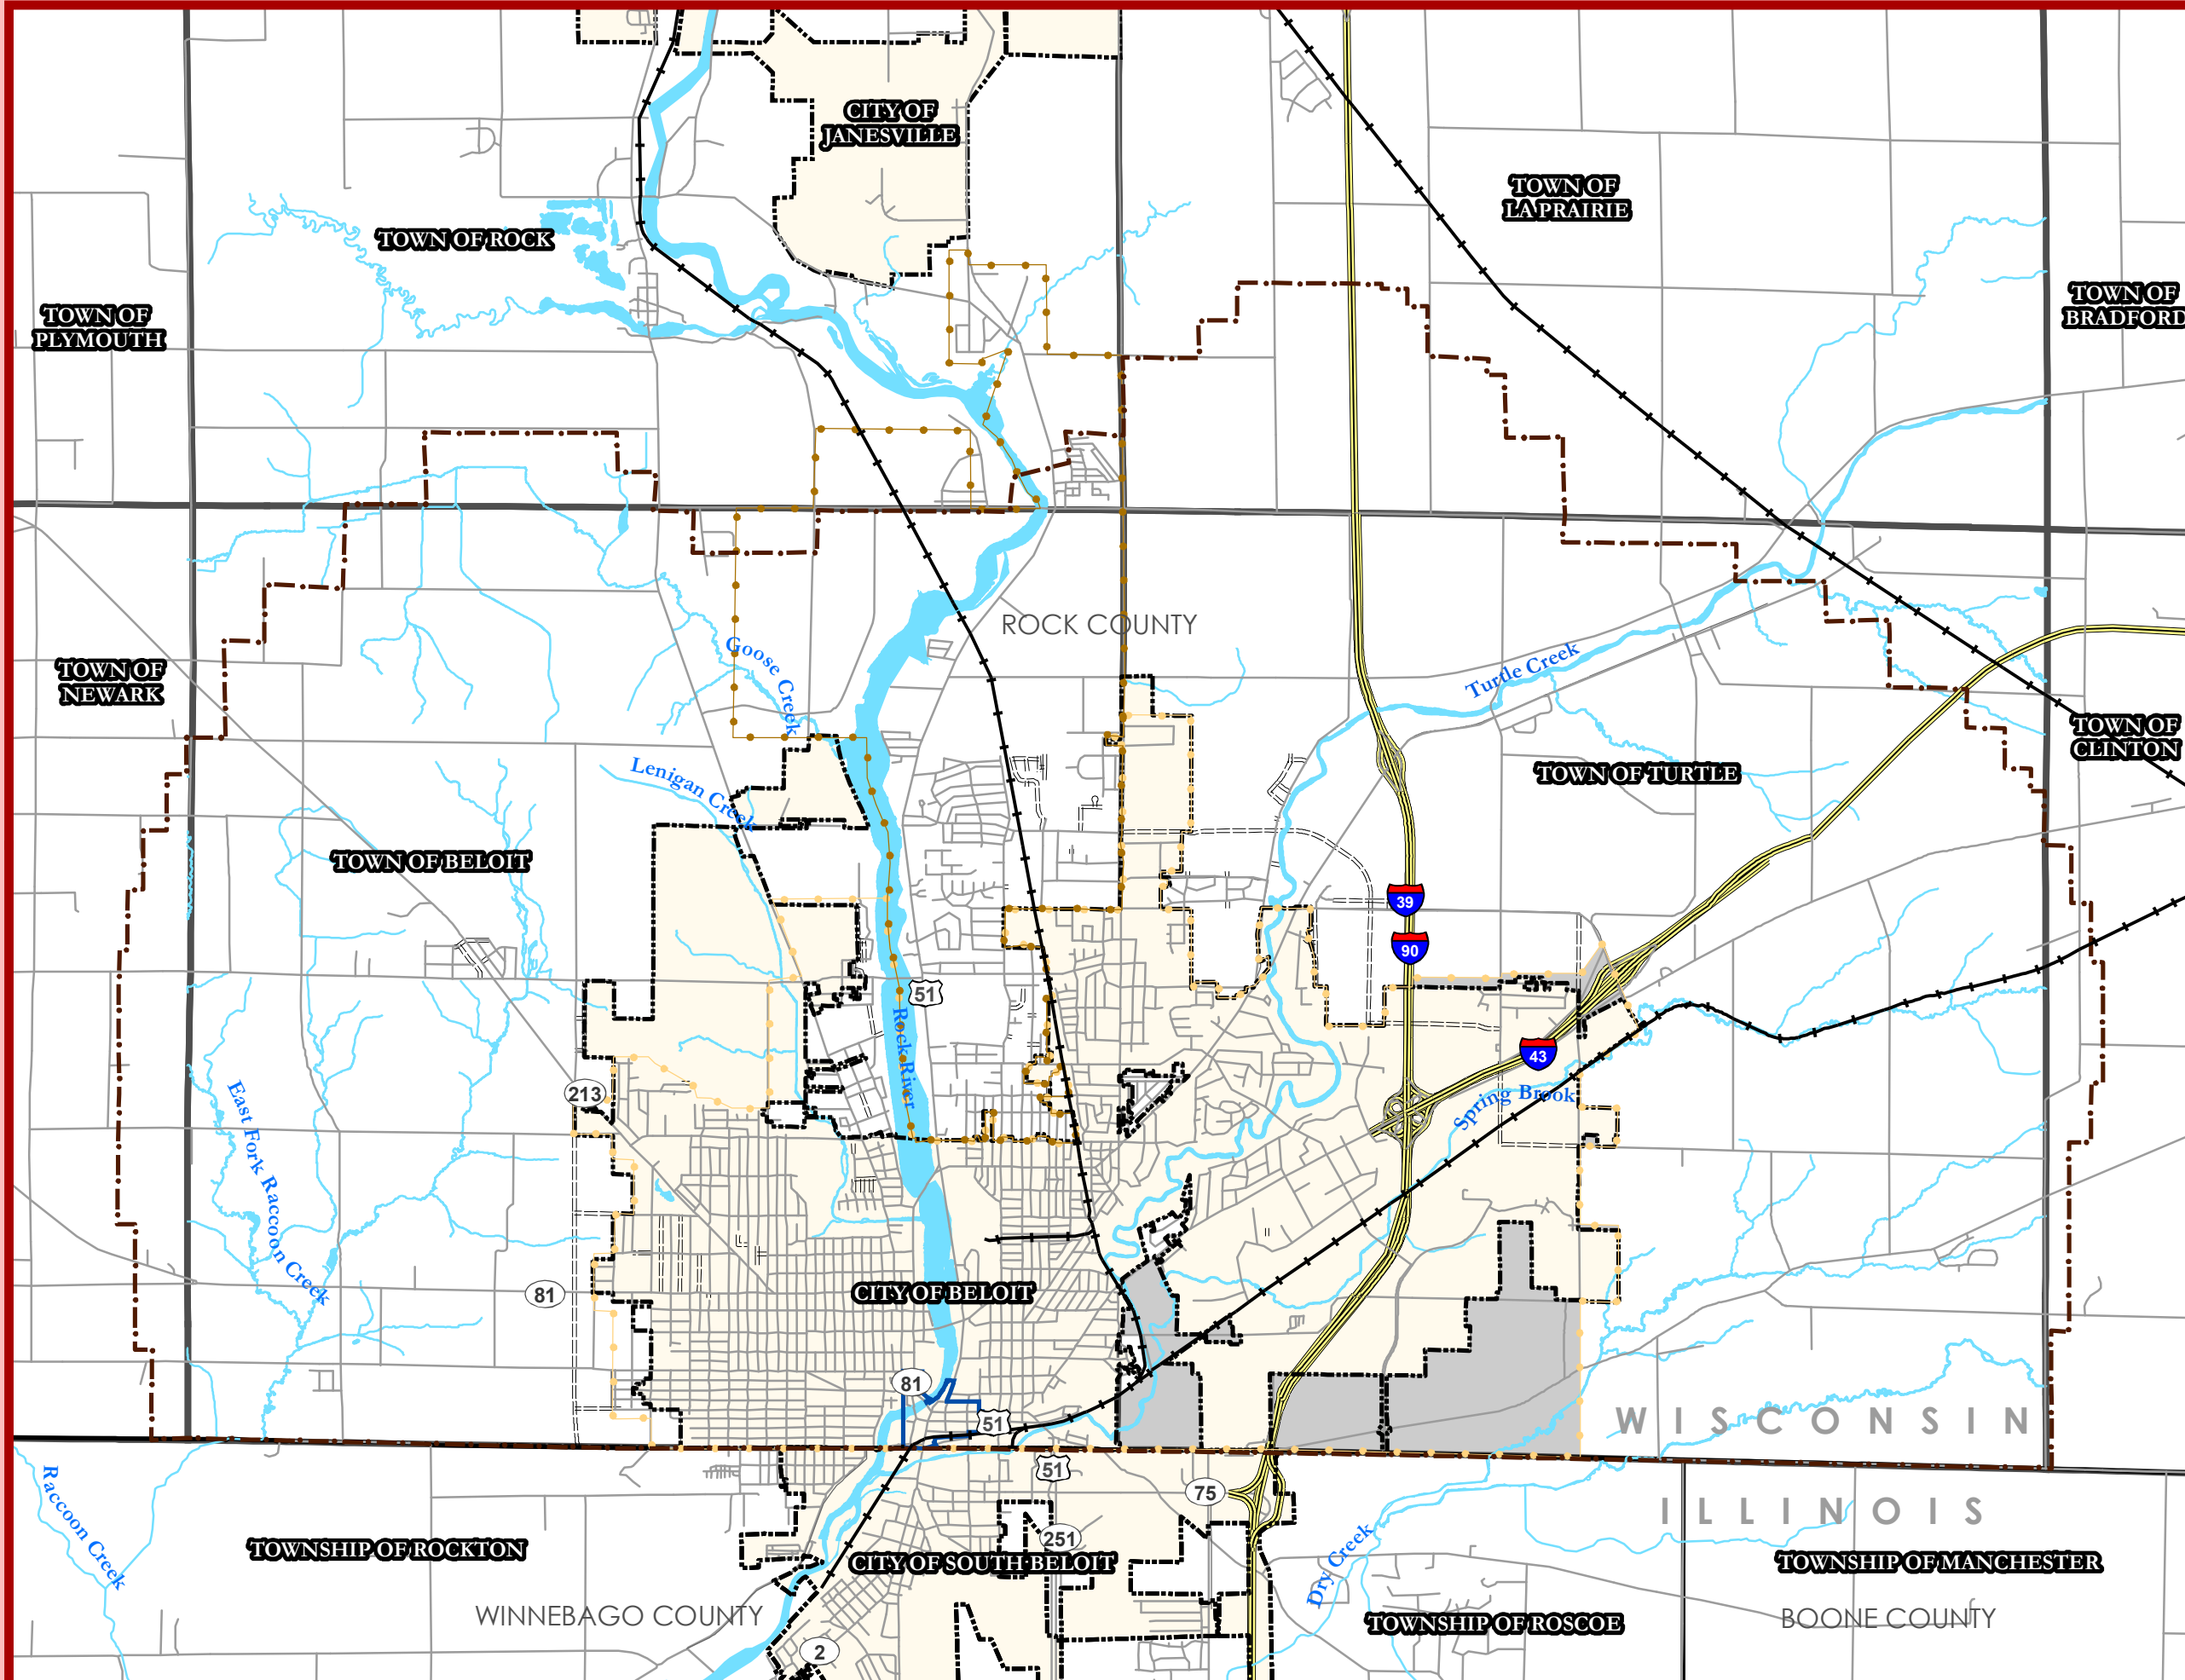 CITY OF
JANESVILLE
TOWN OF
LA PRAIRIE
TOWN OF ROCK
TOWN OF
PLYMOUTH
TOWN OF
BRADFORD
ROCK COUNTY
Goose Creek
Turtle Creek
TOWN OF
NEWARK
TOWN OF
CLINTON
Lenigan Creek
TOWN OF TURTLE
TOWN OF BELOIT
39
90
51
Rock River
43
213
Spring Brook
East Fork Raccoon Creek
81
CITY OF BELOIT
81
51
WISCONSIN
51
75
ILLINOIS
Raccoon Creek
251
TOWNSHIP OF ROCKTON
CITY OF SOUTH BELOIT
Dry Creek
TOWNSHIP OF MANCHESTER
WINNEBAGO COUNTY
TOWNSHIP OF ROSCOE
BOONE COUNTY
2